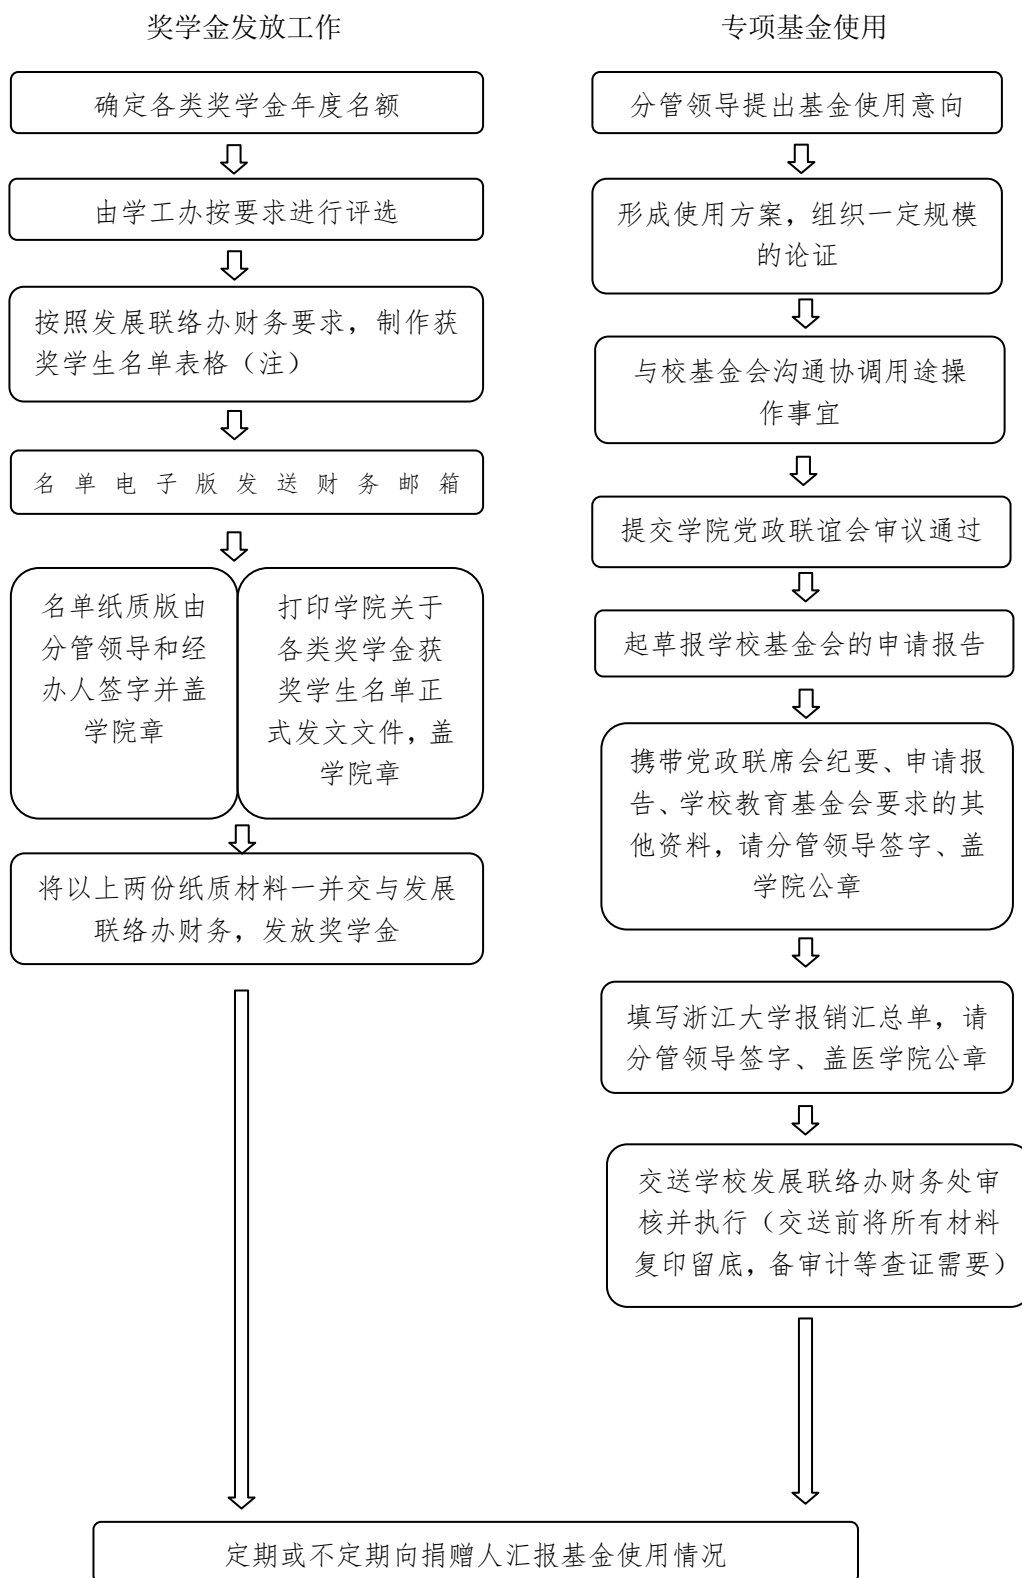 奖学金发放工作
确定各类奖学金年度名额
由学工办按要求进行评选
按照发展联络办财务要求，制作获
奖学生名单表格（注）
名单电子版发送财务邮箱
名单纸质版由
分管领导和经
办人签字并盖
学院章
打印学院关于
各类奖学金获
奖学生名单正
式发文文件，盖
学院章
将以上两份纸质材料一并交与发展
联络办财务，发放奖学金
专项基金使用
分管领导提出基金使用意向
形成使用方案，组织一定规模
的论证
与校基金会沟通协调用途操
作事宜
提交学院党政联谊会审议通过
起草报学校基金会的申请报告
携带党政联席会纪要、申请报
告、学校教育基金会要求的其
他资料，请分管领导签字、盖
学院公章
填写浙江大学报销汇总单，请
分管领导签字、盖医学院公章
交送学校发展联络办财务处审
核并执行（交送前将所有材料
复印留底，备审计等查证需要）
定期或不定期向捐赠人汇报基金使用情况